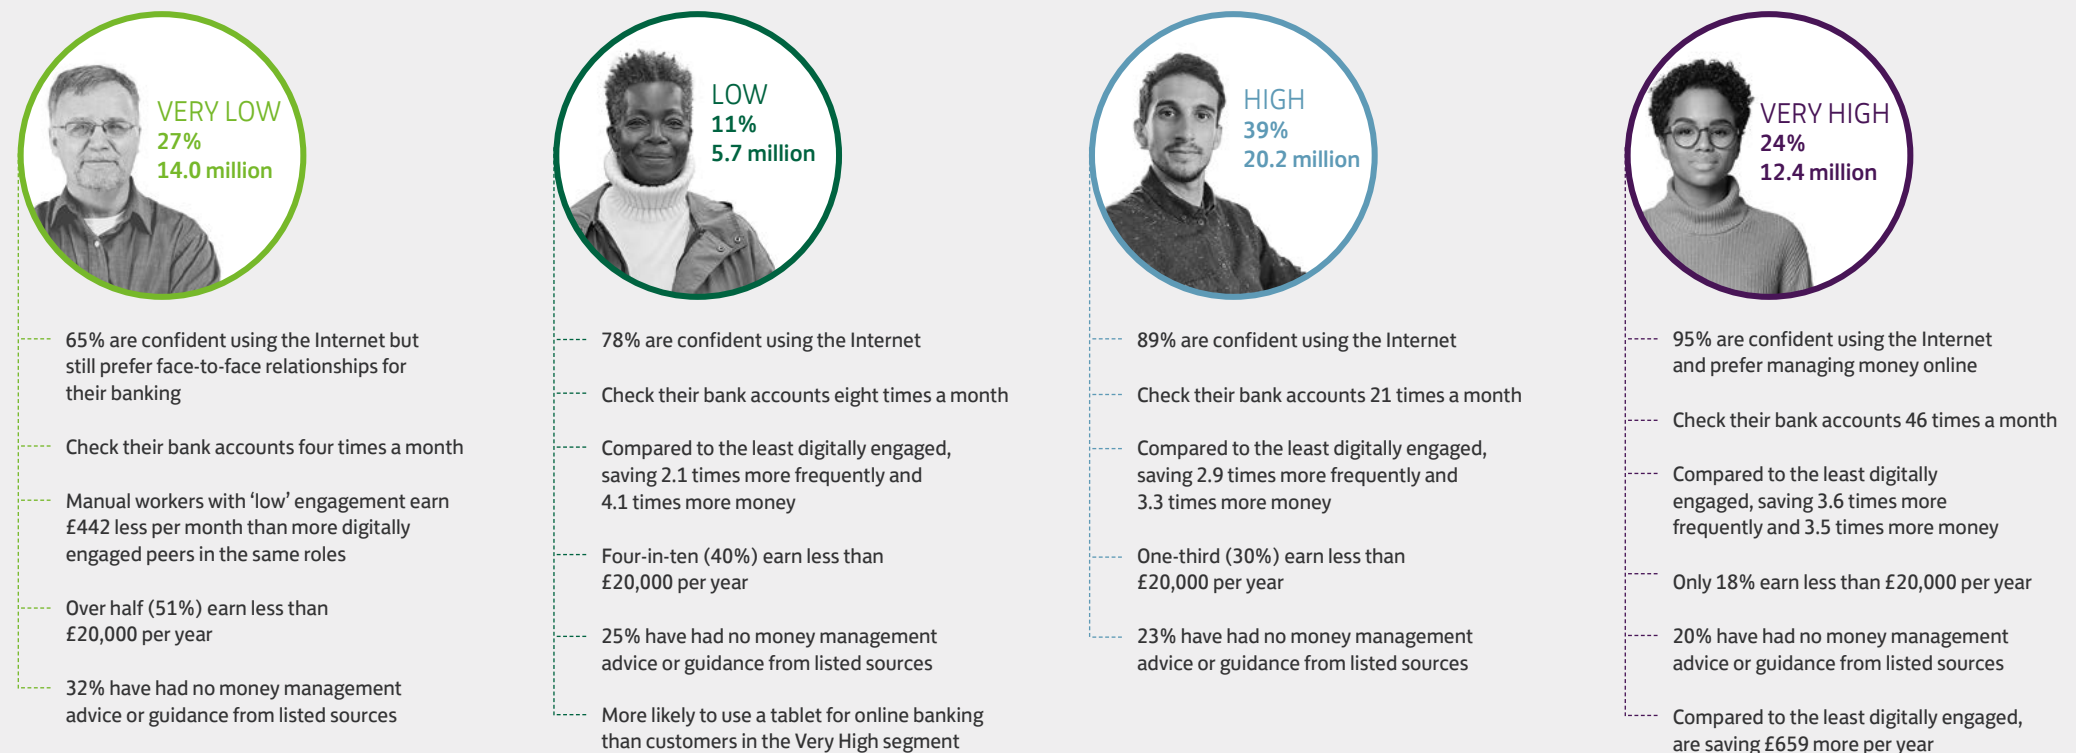 VERY LOW
27%
14.0 million
65% are confident using the Internet but
still prefer face-to-face relationships for
their banking
Check their bank accounts four times a month
Manual workers with ‘low’ engagement earn
£442 less per month than more digitally
engaged peers in the same roles
Over half (51%) earn less than
£20,000 per year
32% have had no money management
advice or guidance from listed sources
LOW
11%
5.7 million
78% are confident using the Internet
Check their bank accounts eight times a month
Compared to the least digitally engaged,
saving 2.1 times more frequently and
4.1 times more money
Four-in-ten (40%) earn less than
£20,000 per year
25% have had no money management
advice or guidance from listed sources
More likely to use a tablet for online banking
than customers in the Very High segment
HIGH
39%
20.2 million
89% are confident using the Internet
Check their bank accounts 21 times a month
Compared to the least digitally engaged,
saving 2.9 times more frequently and
3.3 times more money
One-third (30%) earn less than
£20,000 per year
23% have had no money management
advice or guidance from listed sources
VERY HIGH
24%
12.4 million
95% are confident using the Internet
and prefer managing money online
Check their bank accounts 46 times a month
Compared to the least digitally
engaged, saving 3.6 times more
frequently and 3.5 times more money
Only 18% earn less than £20,000 per year
20% have had no money management
advice or guidance from listed sources
Compared to the least digitally engaged,
are saving £659 more per year